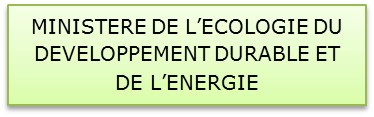 MINISTERE DE L’ECOLOGIE DU
DEVELOPPEMENT DURABLE ET
DE L’ENERGIE